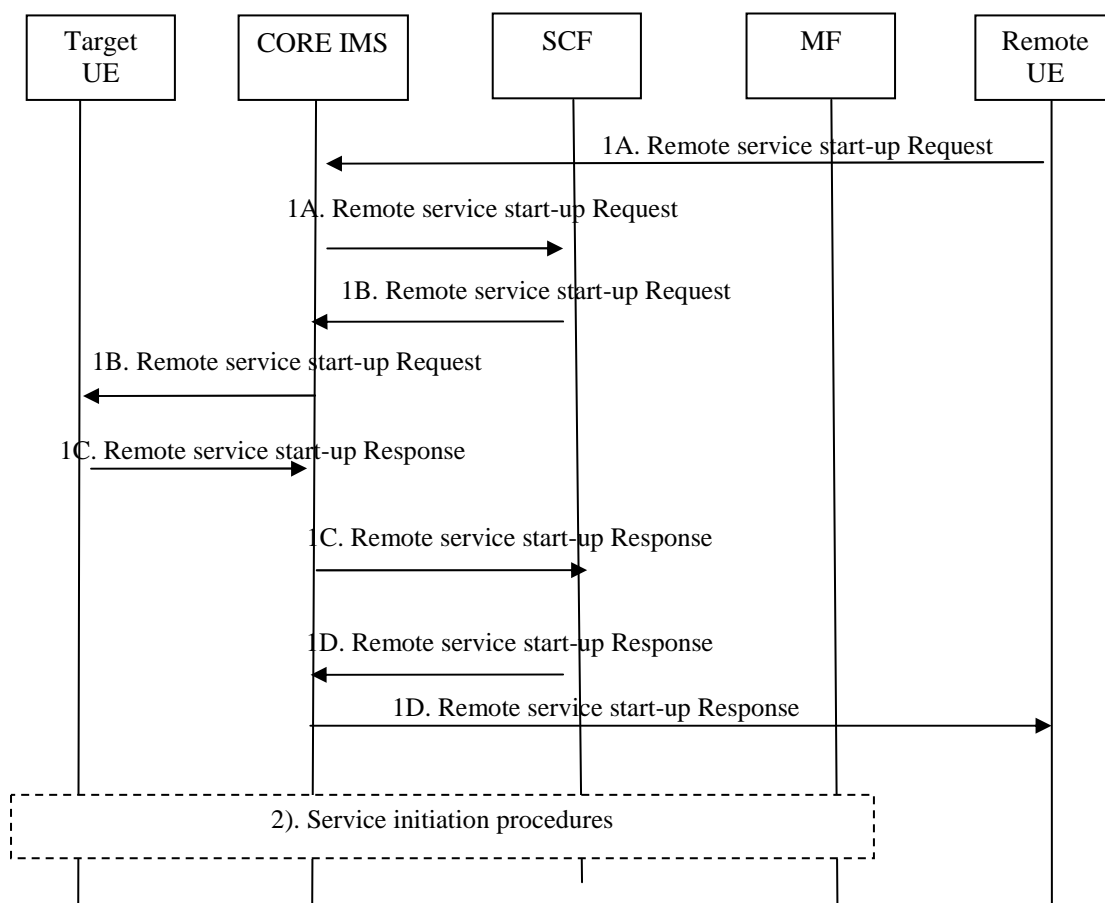 Target
UE
CORE IMS
SCF
MF
Remote
UE
1A. Remote service start-up Request
1A. Remote service start-up Request
1B. Remote service start-up Request
1B. Remote service start-up Request
1C. Remote service start-up Response
1C. Remote service start-up Response
1D. Remote service start-up Response
1D. Remote service start-up Response
2). Service initiation procedures